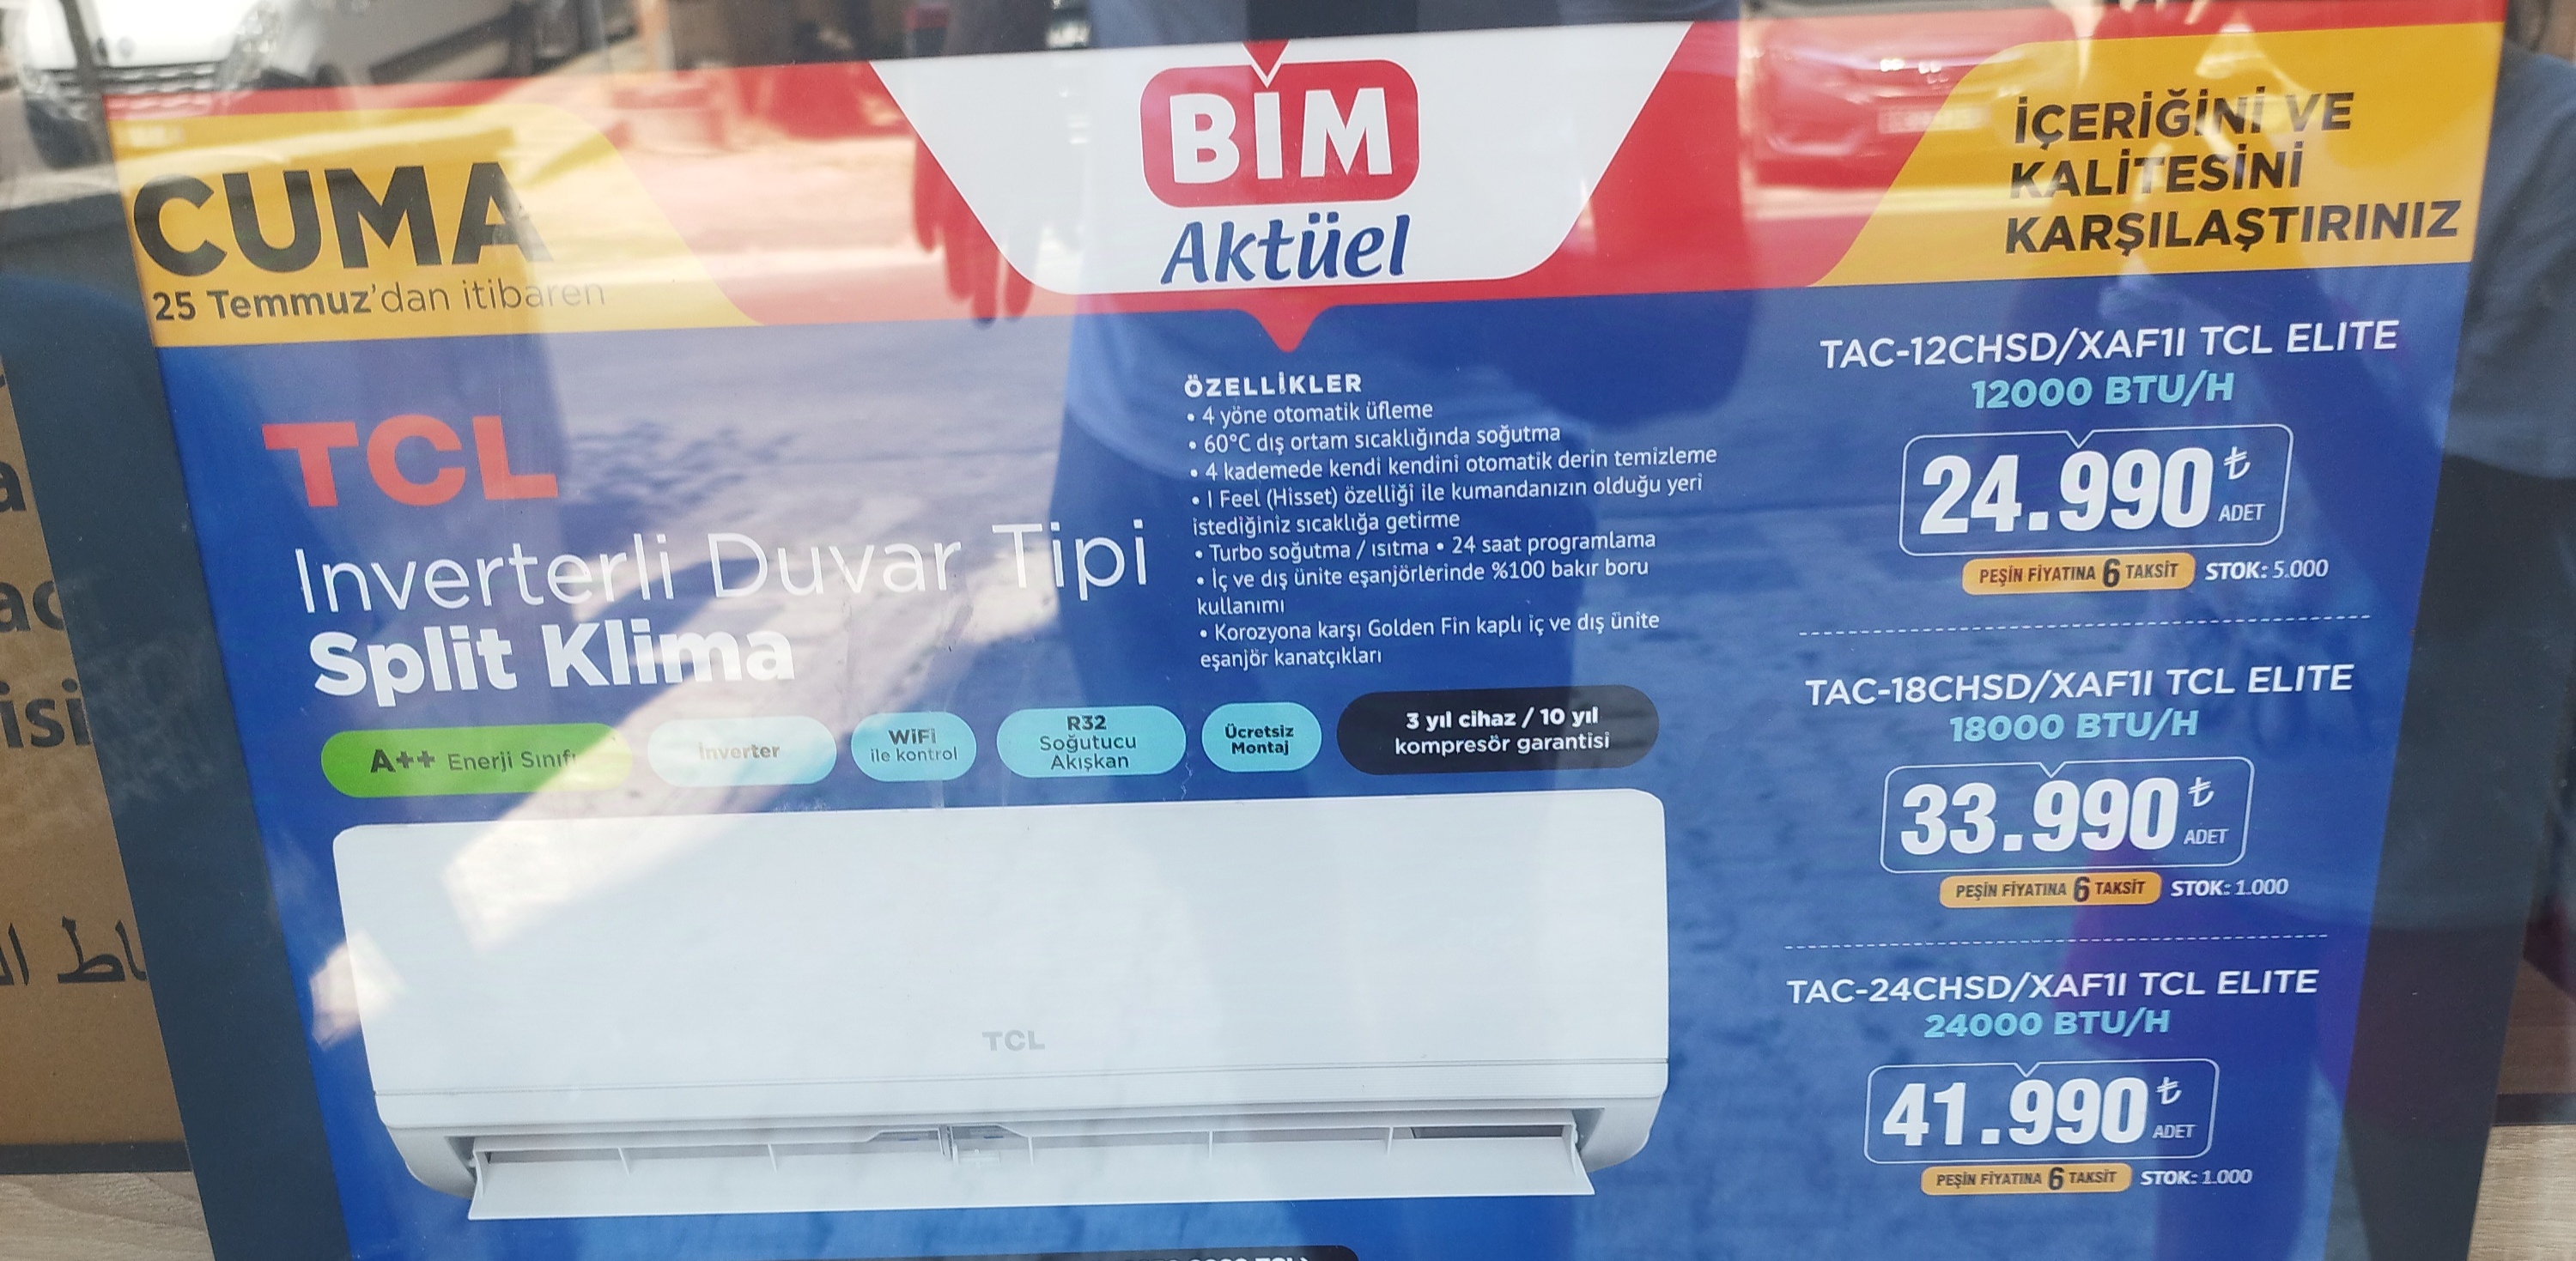 CUMA
25 Temmuz'dan itibaren
BİM
Aktüel
İÇERİĞİNİ VE
KALİTESİNİ
KARŞILAŞTIRINIZ
TCL
Inverterli Duvar Tipi
Split Klima
ÖZELLİKLER
• 4 yöne otomatik üfleme
• 60°C dış ortam sıcaklığında soğutma
• 4 kademede kendi kendini otomatik derin temizleme
• I Feel (Hisset) özelliği ile kumandanızın olduğu yeri
istediğiniz sıcaklığa getirme
• Turbo soğutma / ısıtma • 24 saat programlama
• İç ve dış ünite eşanjörlerinde %100 bakır boru
kullanımı
• Korozyona karşı Golden Fin kaplı iç ve dış ünite
eşanjör kanatçıkları
A++ Enerji Sınıfı
İnverter
WiFi
ile kontrol
R32
Soğutucu
Akışkan
Ücretsiz
Montaj
3 yıl cihaz / 10 yıl
kompresör garantisi
TCL
TAC-12CHSD/XAF1I TCL ELITE
12000 BTU/H
24.990 ₺
ADET
PEŞİN FİYATINA 6 TAKSİT STOK: 5.000
TAC-18CHSD/XAF1I TCL ELITE
18000 BTU/H
33.990 ₺
ADET
PEŞİN FİYATINA 6 TAKSİT STOK: 1.000
TAC-24CHSD/XAF1I TCL ELITE
24000 BTU/H
41.990 ₺
ADET
PEŞİN FİYATINA 6 TAKSİT STOK: 1.000